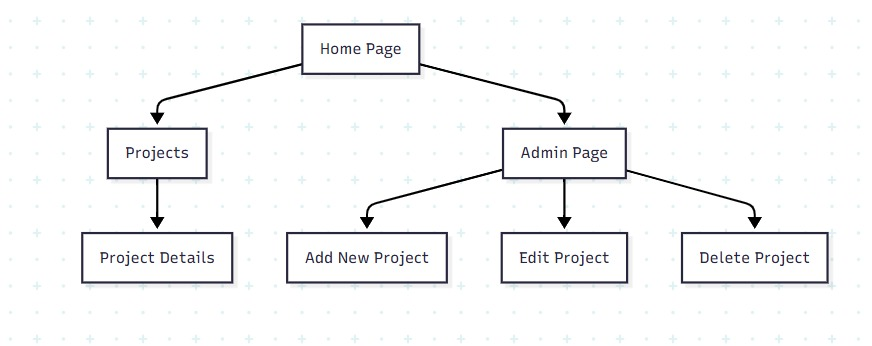 Home Page
Projects
Admin Page
Project Details
Add New Project
Edit Project
Delete Project